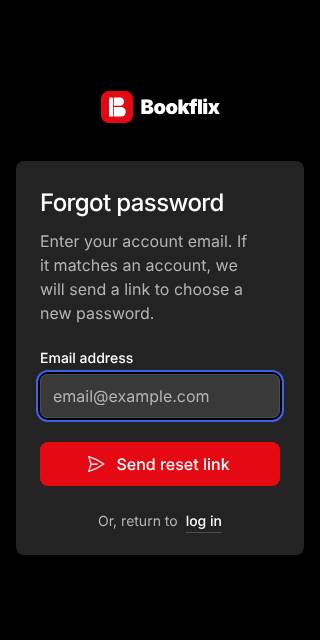 Bookflix
Forgot password
Enter your account email. If
it matches an account, we
will send a link to choose a
new password.
Email address
email@example.com
Send reset link
Or, return to log in